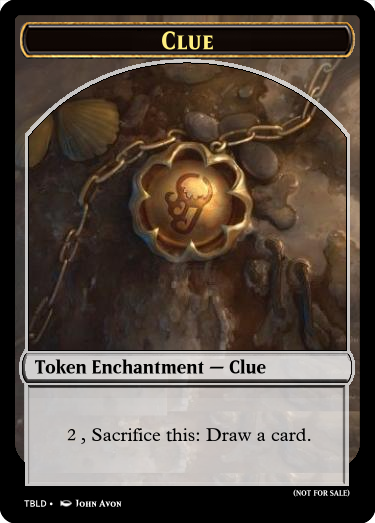 Clue
Token Enchantment — Clue
2 , Sacrifice this: Draw a card.
(NOT FOR SALE)
TBLD • John Avon